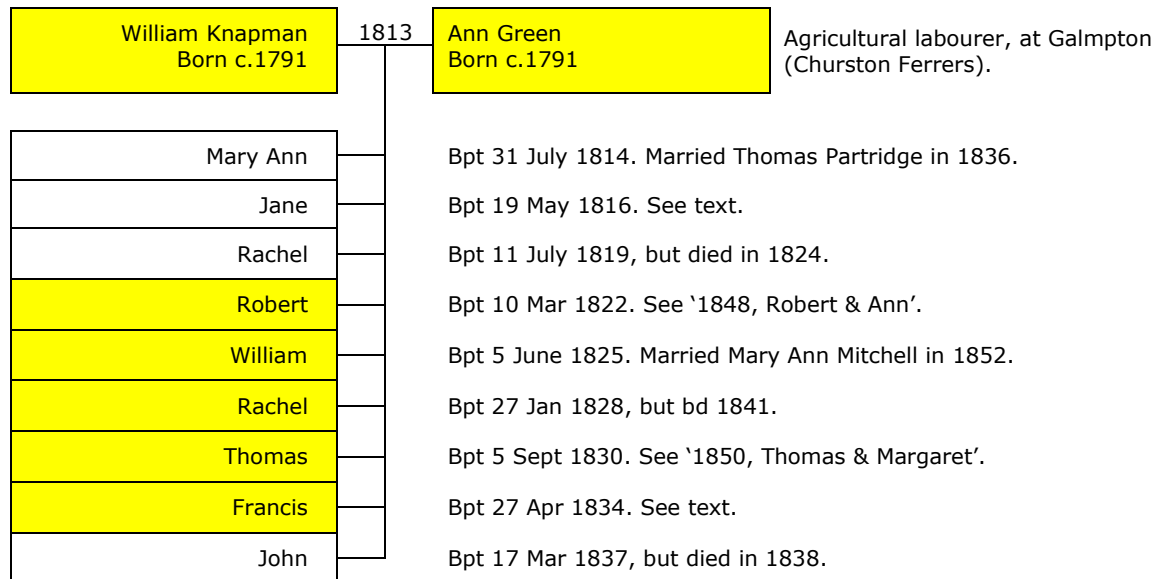 William Knapman
Born c.1791
1813
Ann Green
Born c.1791
Agricultural labourer, at Galmpton
(Churston Ferrers).
Mary Ann
Bpt 31 July 1814. Married Thomas Partridge in 1836.
Jane
Bpt 19 May 1816. See text.
Rachel
Bpt 11 July 1819, but died in 1824.
Robert
Bpt 10 Mar 1822. See ‘1848, Robert & Ann’.
William
Bpt 5 June 1825. Married Mary Ann Mitchell in 1852.
Rachel
Bpt 27 Jan 1828, but bd 1841.
Thomas
Bpt 5 Sept 1830. See ‘1850, Thomas & Margaret’.
Francis
Bpt 27 Apr 1834. See text.
John
Bpt 17 Mar 1837, but died in 1838.